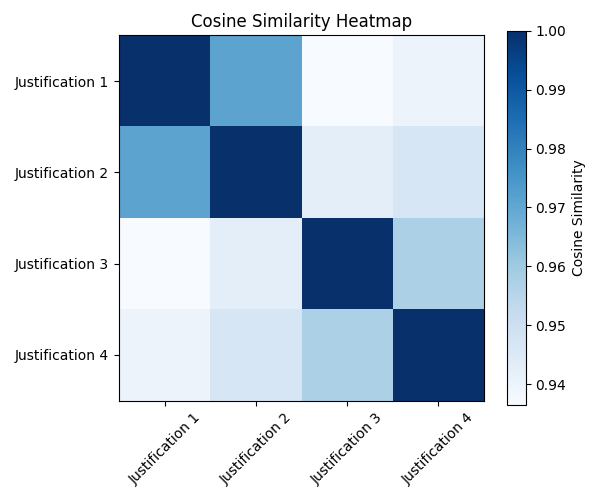 Cosine Similarity Heatmap
Justification 1
Justification 2
Justification 3
Justification 4
Justification 1
Justification 2
Justification 3
Justification 4
1.00
0.99
0.98
0.97
0.96
0.95
0.94
Cosine Similarity